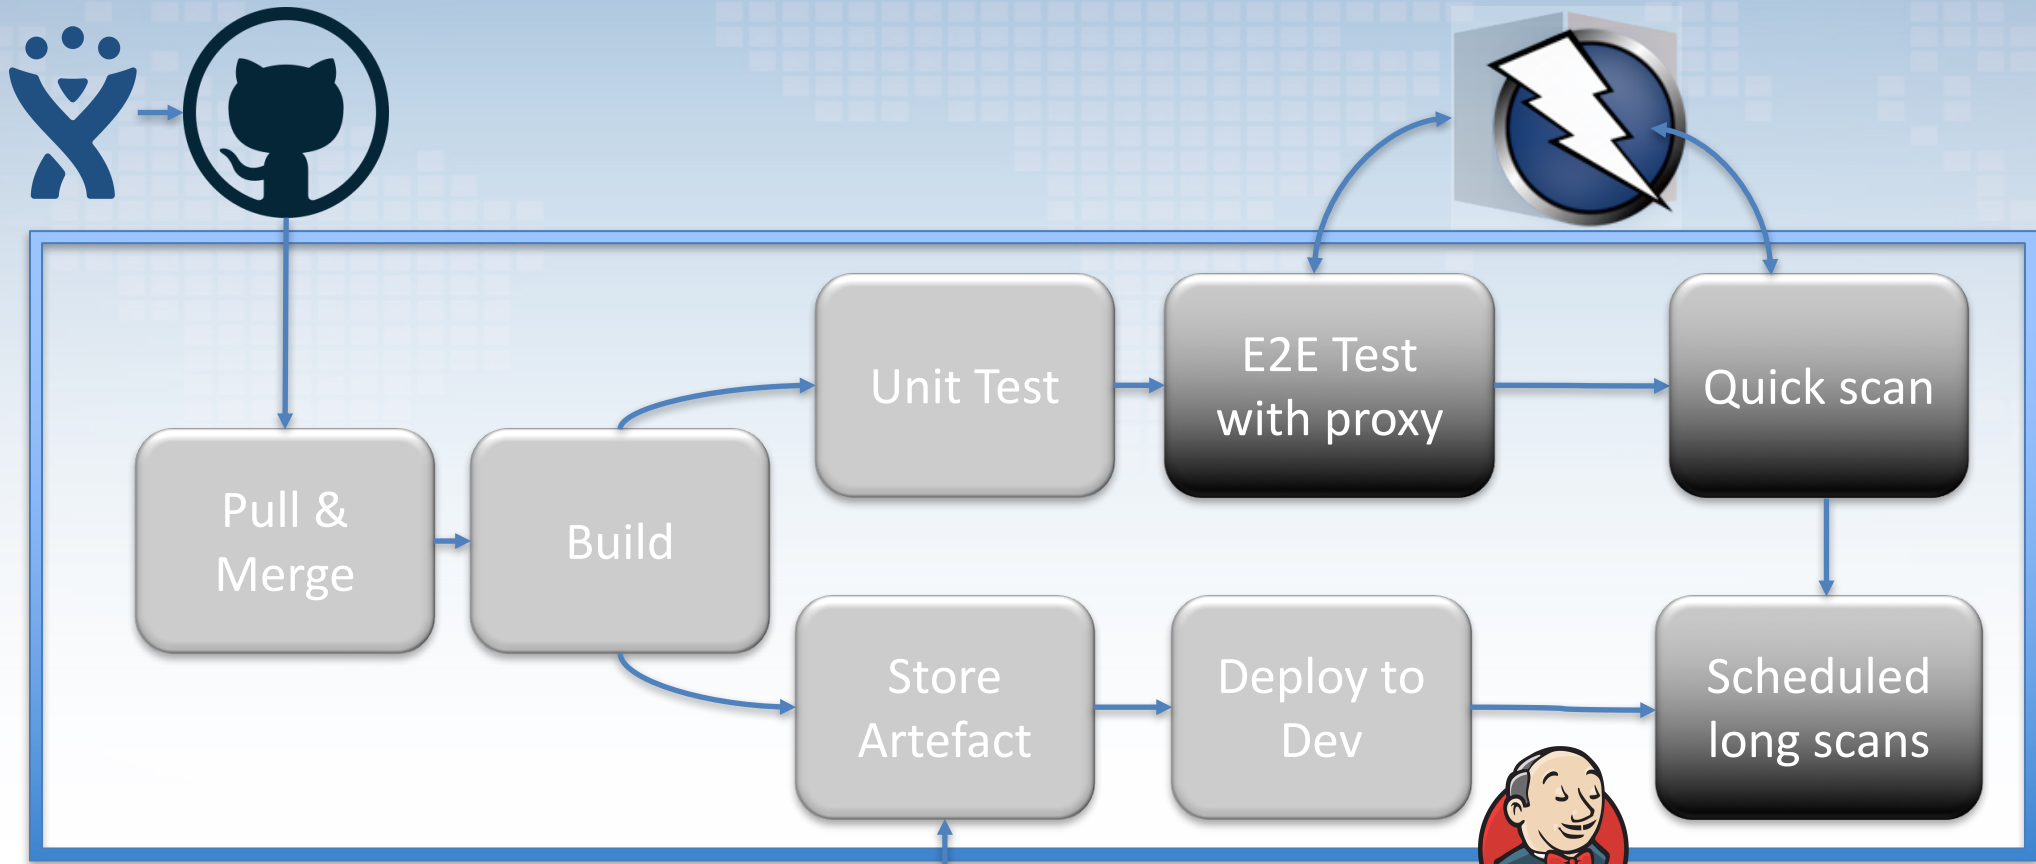 Unit Test
E2E Test
with proxy
Quick scan
Pull &
Merge
Build
Store
Artefact
Deploy to
Dev
Scheduled
long scans